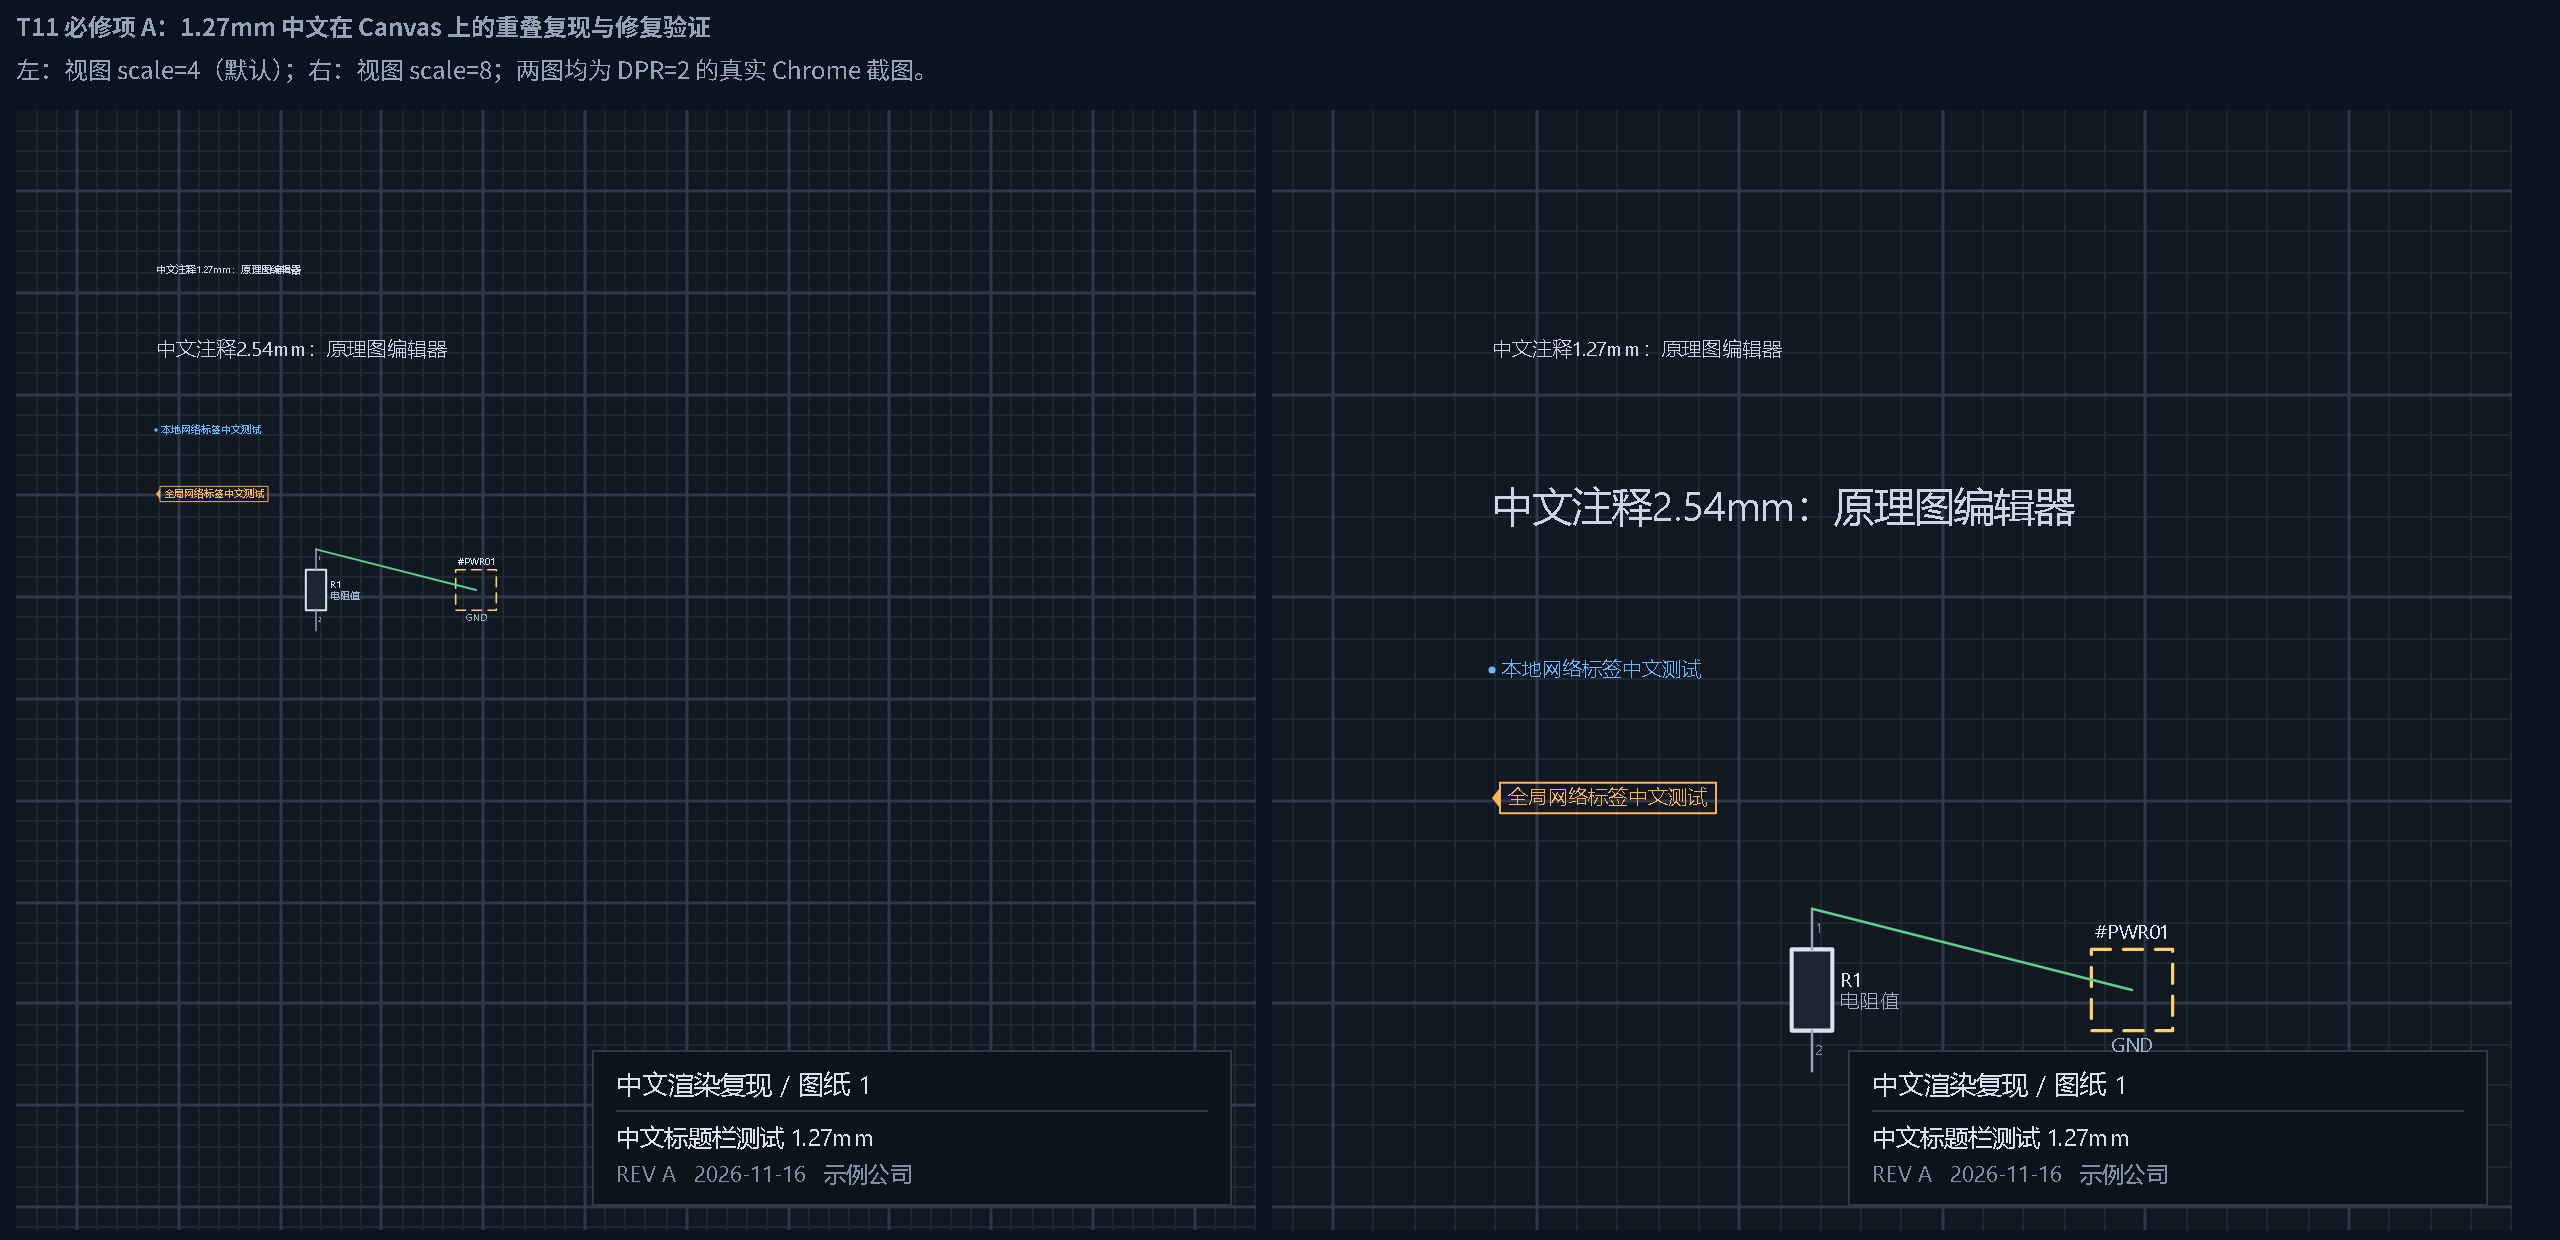 T11 必修项 A：1.27mm 中文在 Canvas 上的重叠复现与修复验证
左：视图 scale=4（默认）；右：视图 scale=8；两图均为 DPR=2 的真实 Chrome 截图。
中文注释1.27mm：原理图编辑器
中文注释2.54mm：原理图编辑器
本地网络标签中文测试
全局网络标签中文测试
1
R1
电阻值
2
#PWR01
GND
中文渲染复现 / 图纸 1
中文标题栏测试 1.27mm
REV A 2026-11-16 示例公司
中文注释1.27mm：原理图编辑器
中文注释2.54mm：原理图编辑器
本地网络标签中文测试
全局网络标签中文测试
1
R1
电阻值
2
#PWR01
GND
中文渲染复现 / 图纸 1
中文标题栏测试 1.27mm
REV A 2026-11-16 示例公司